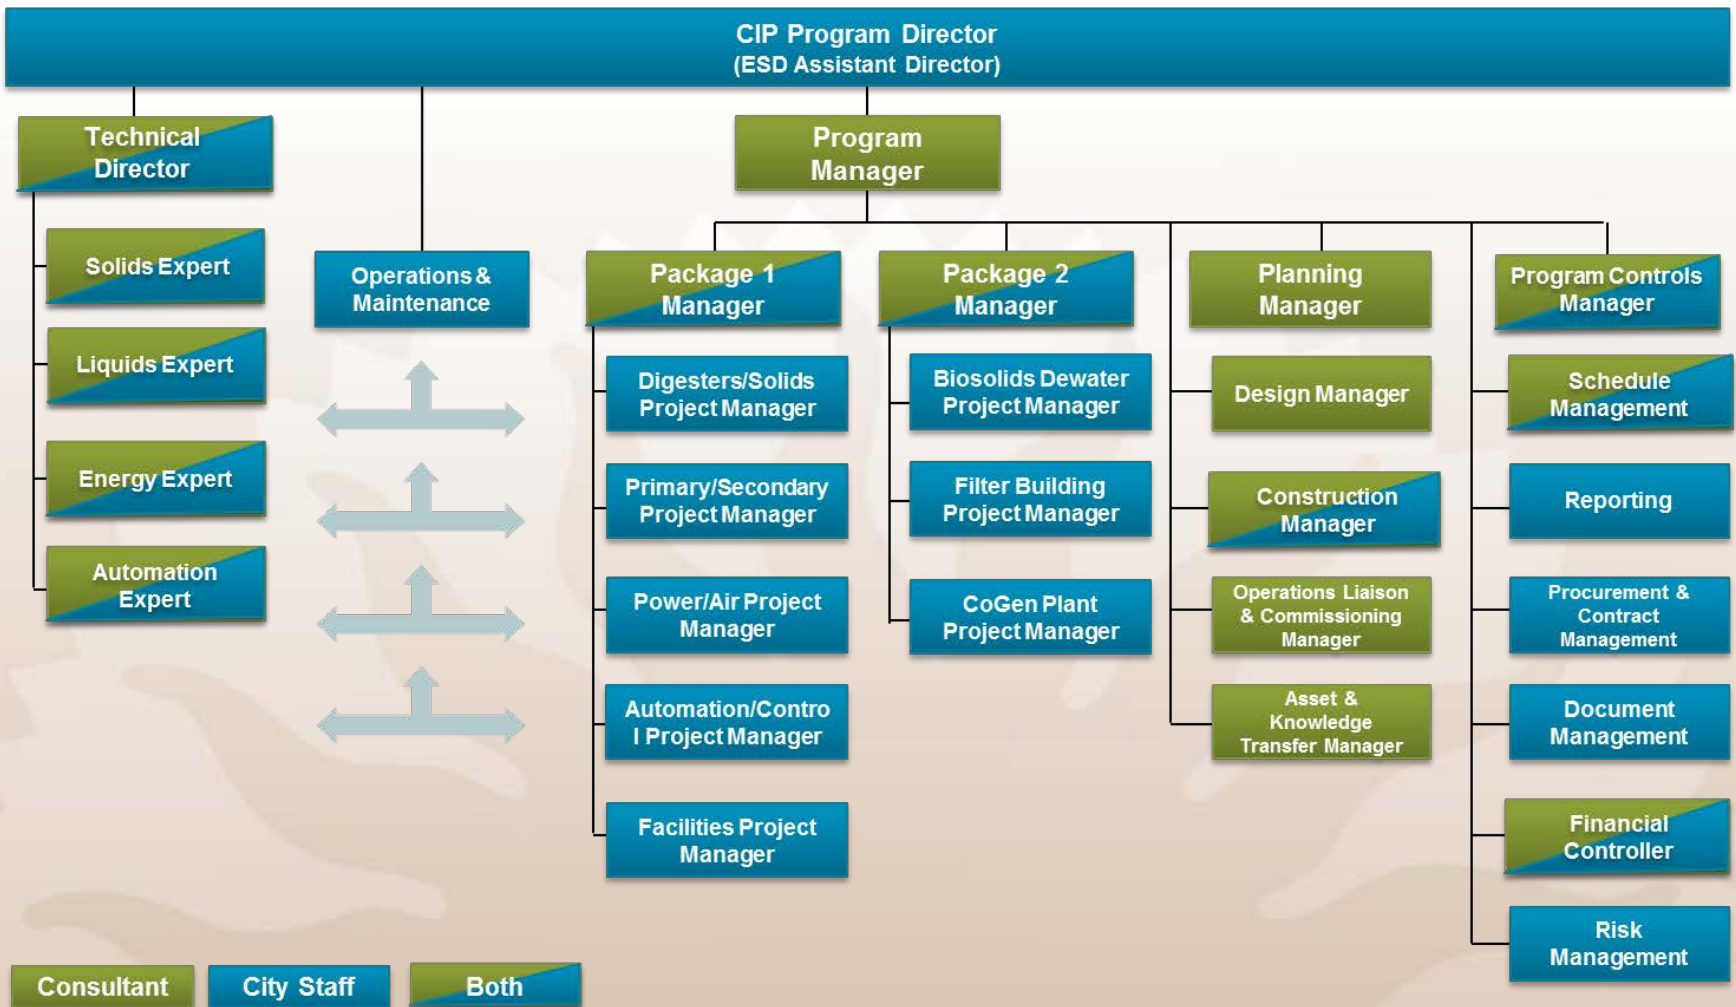 CIP Program Director
(ESD Assistant Director)
Technical
Director
Program
Manager
Solids Expert
Liquids Expert
Energy Expert
Automation
Expert
Operations &
Maintenance
Package 1
Manager
Digesters/Solids
Project Manager
Primary/Secondary
Project Manager
Power/Air Project
Manager
Automation/Contro
l Project Manager
Facilities Project
Manager
Package 2
Manager
Biosolids Dewater
Project Manager
Filter Building
Project Manager
CoGen Plant
Project Manager
Planning
Manager
Design Manager
Construction
Manager
Operations Liaison
& Commissioning
Manager
Asset &
Knowledge
Transfer Manager
Program Controls
Manager
Schedule
Management
Reporting
Procurement &
Contract
Management
Document
Management
Financial
Controller
Risk
Management
Consultant
City Staff
Both